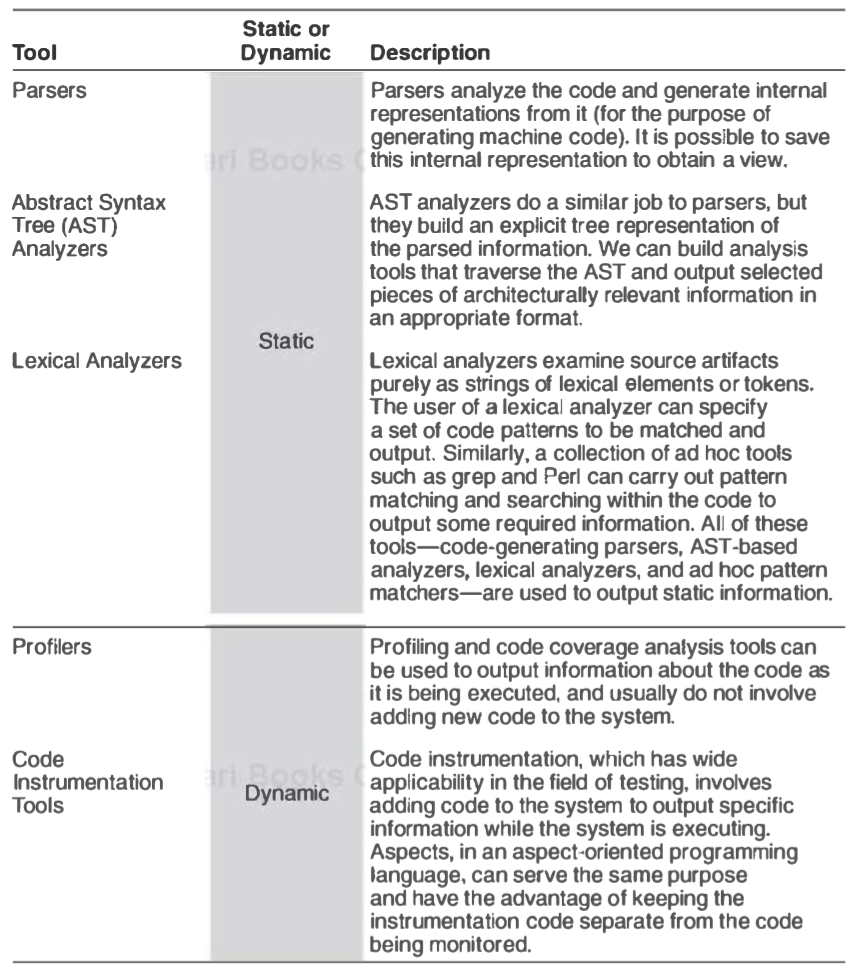 Static or
Tool Dynamic Description
Parsers
Parsers analyze the code and generate internal
representations from it (for the purpose of
generating machine code). It is possible to save
this internal representation to obtain a view.
ari Books
Abstract Syntax
Tree (AST)
Analyzers
AST analyzers do a similar job to parsers, but
they build an explicit tree representation of
the parsed information. We can build analysis
tools that traverse the AST and output selected
pieces of architecturally relevant information in
an appropriate format.
Static
Lexical Analyzers
Lexical analyzers examine source artifacts
purely as strings of lexical elements or tokens.
The user of a lexical analyzer can specify
a set of code patterns to be matched and
output. Similarly, a collection of ad hoc tools
such as grep and Perl can carry out pattern
matching and searching within the code to
output some required information. All of these
tools—code-generating parsers, AST-based
analyzers, lexical analyzers, and ad hoc pattern
matchers—are used to output static information.
Profilers
Profiling and code coverage analysis tools can
be used to output information about the code as
it is being executed, and usually do not involve
adding new code to the system.
Code
Instrumentation
Tools
ari Books
Dynamic
Code instrumentation, which has wide
applicability in the field of testing, involves
adding code to the system to output specific
information while the system is executing.
Aspects, in an aspect-oriented programming
language, can serve the same purpose
and have the advantage of keeping the
instrumentation code separate from the code
being monitored.